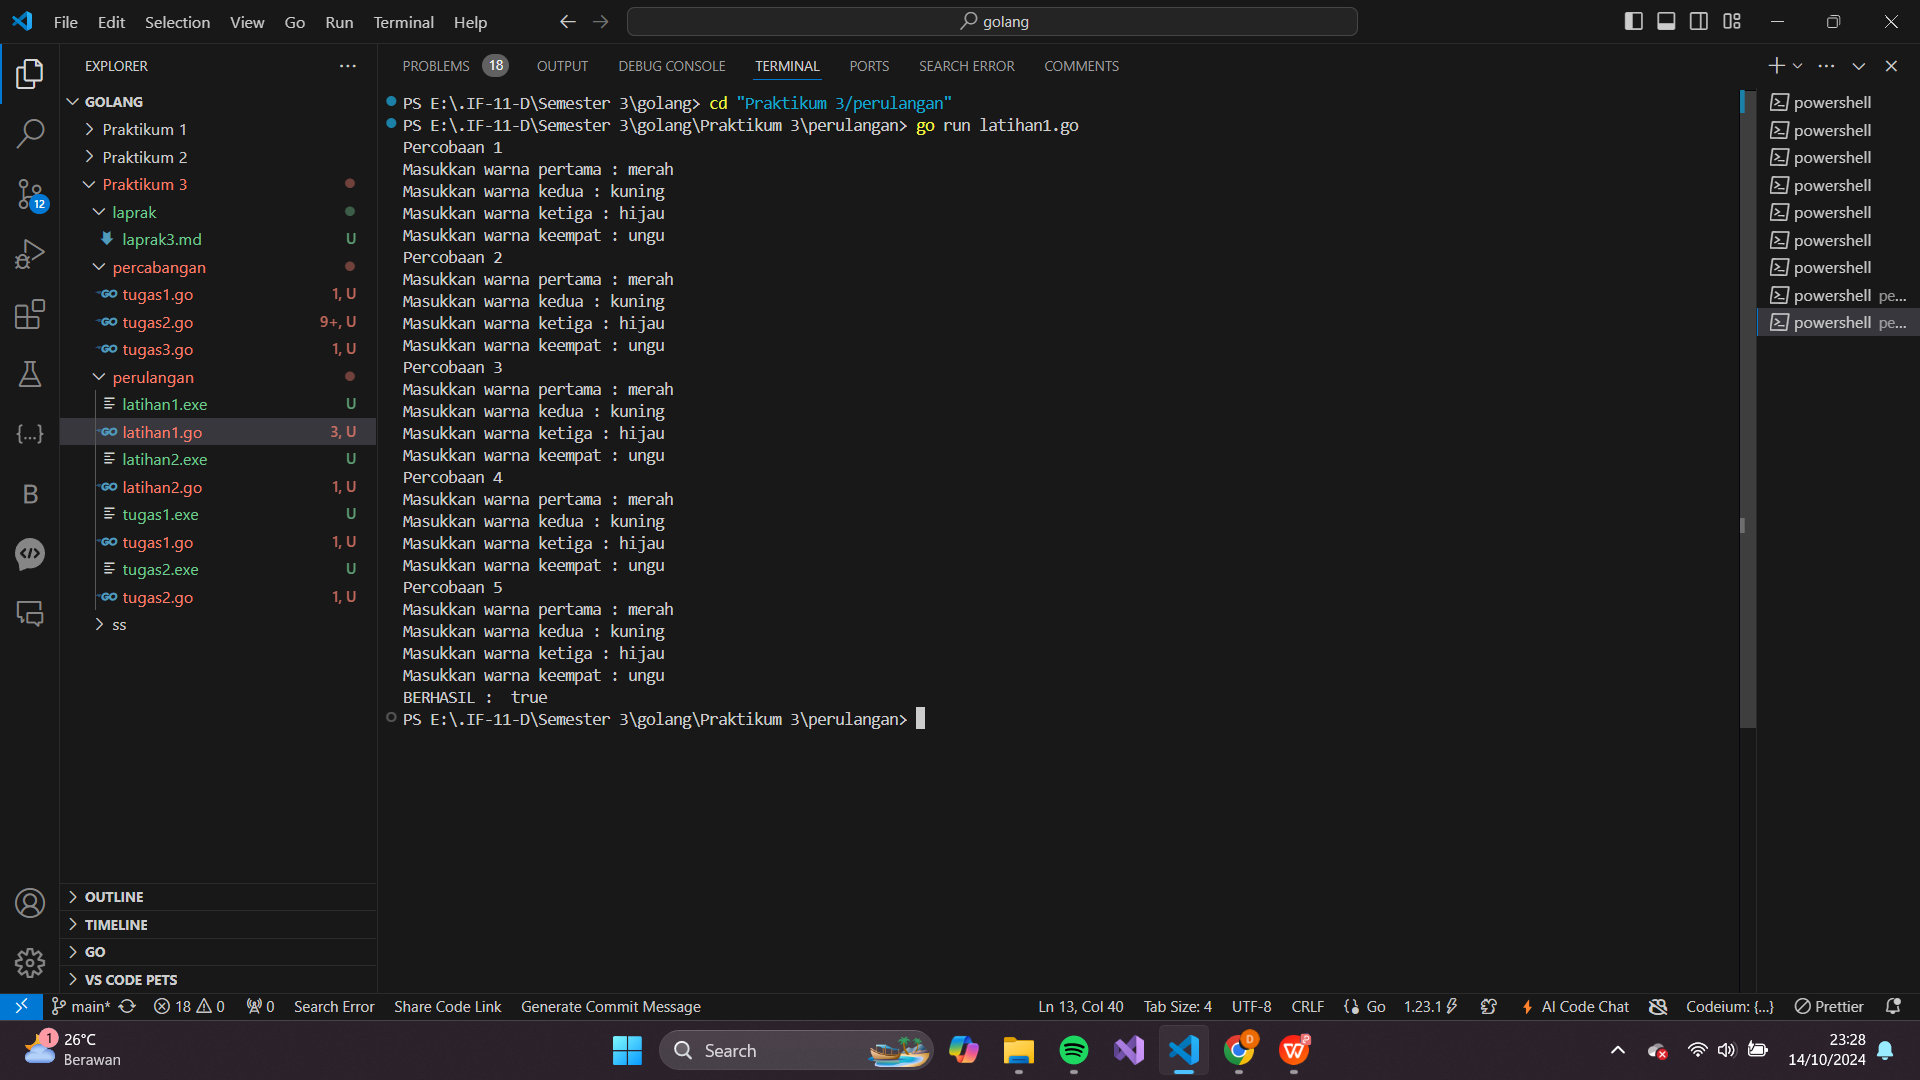 File Edit Selection View Go Run Terminal Help
golang
EXPLORER
GOLANG
Praktikum 1
Praktikum 2
Praktikum 3
laprak
laprak3.md U
percabangan
tugas1.go 1, U
tugas2.go 9+, U
tugas3.go 1, U
perulangan
latihan1.exe U
latihan1.go 3, U
latihan2.exe U
latihan2.go 1, U
tugas1.exe U
tugas1.go 1, U
tugas2.exe U
tugas2.go 1, U
ss
OUTLINE
TIMELINE
GO
VS CODE PETS
12
B
PROBLEMS 18 OUTPUT DEBUG CONSOLE TERMINAL PORTS SEARCH ERROR COMMENTS
PS E:\.IF-11-D\Semester 3\golang> cd "Praktikum 3/perulangan"
PS E:\.IF-11-D\Semester 3\golang\Praktikum 3\perulangan> go run latihan1.go
Percobaan 1
Masukkan warna pertama : merah
Masukkan warna kedua : kuning
Masukkan warna ketiga : hijau
Masukkan warna keempat : ungu
Percobaan 2
Masukkan warna pertama : merah
Masukkan warna kedua : kuning
Masukkan warna ketiga : hijau
Masukkan warna keempat : ungu
Percobaan 3
Masukkan warna pertama : merah
Masukkan warna kedua : kuning
Masukkan warna ketiga : hijau
Masukkan warna keempat : ungu
Percobaan 4
Masukkan warna pertama : merah
Masukkan warna kedua : kuning
Masukkan warna ketiga : hijau
Masukkan warna keempat : ungu
Percobaan 5
Masukkan warna pertama : merah
Masukkan warna kedua : kuning
Masukkan warna ketiga : hijau
Masukkan warna keempat : ungu
BERHASIL :  true
PS E:\.IF-11-D\Semester 3\golang\Praktikum 3\perulangan>
powershell
powershell
powershell
powershell
powershell
powershell
powershell
powershell pe...
powershell pe...
main* 18 0 0 Search Error Share Code Link Generate Commit Message Ln 13, Col 40 Tab Size: 4 UTF-8 CRLF Go 1.23.1 AI Code Chat Codeium: {...} Prettier
1 26°C
Berawan
Search
23:28
14/10/2024